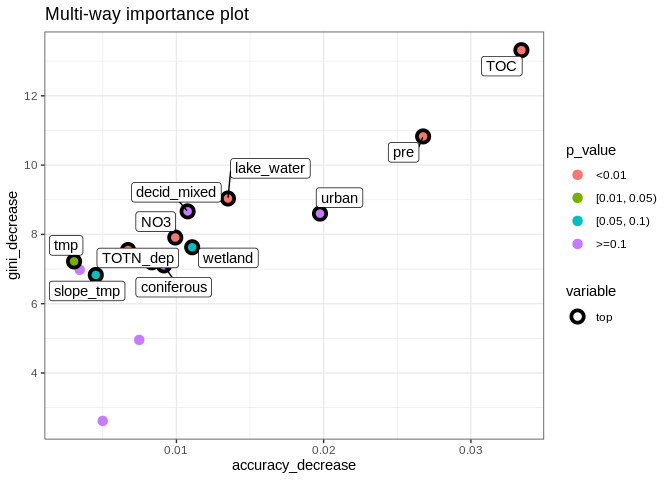 Multi-way importance plot
TOC
pre
lake_water
decid_mixed
urban
NO3
tmp
TOTN_dep
wetland
slope_tmp
coniferous
12
10
8
6
4
gini_decrease
0.01
0.02
0.03
accuracy_decrease
p_value
<0.01
[0.01, 0.05)
[0.05, 0.1)
>=0.1
variable
top